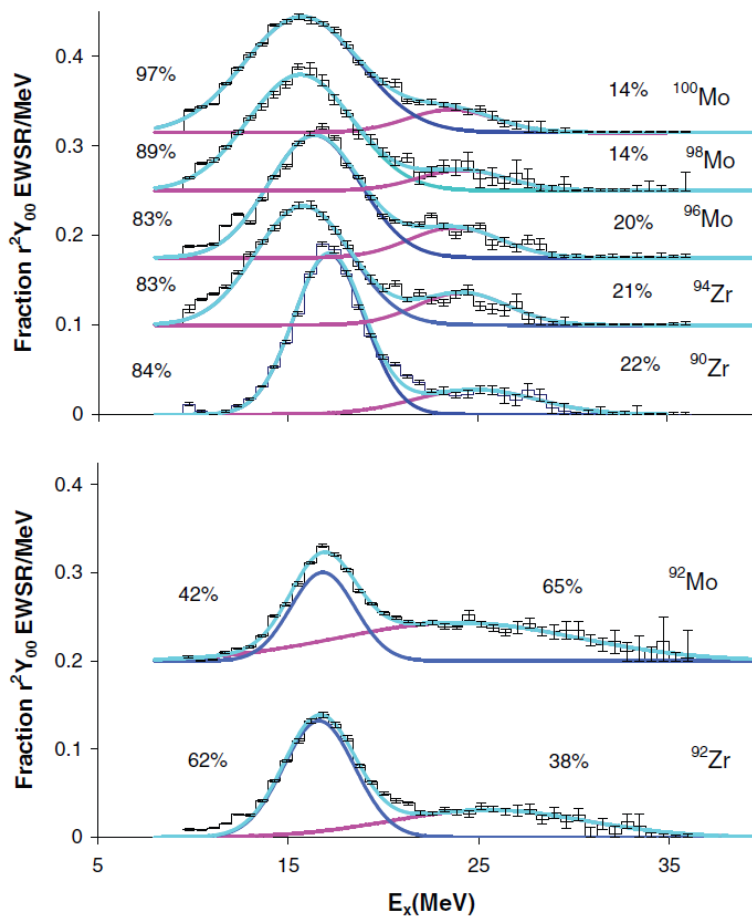 Fraction r²Y₀₀ EWSR/MeV
0.4
0.3
0.2
0.1
0
97% 14% ¹⁰⁰Mo
89% 14% ⁹⁸Mo
83% 20% ⁹⁶Mo
83% 21% ⁹⁴Zr
84% 22% ⁹⁰Zr
Fraction r²Y₀₀ EWSR/MeV
0.4
0.3
0.2
0.1
0
42% 65% ⁹²Mo
62% 38% ⁹²Zr
5 15 25 35
Eₓ(MeV)